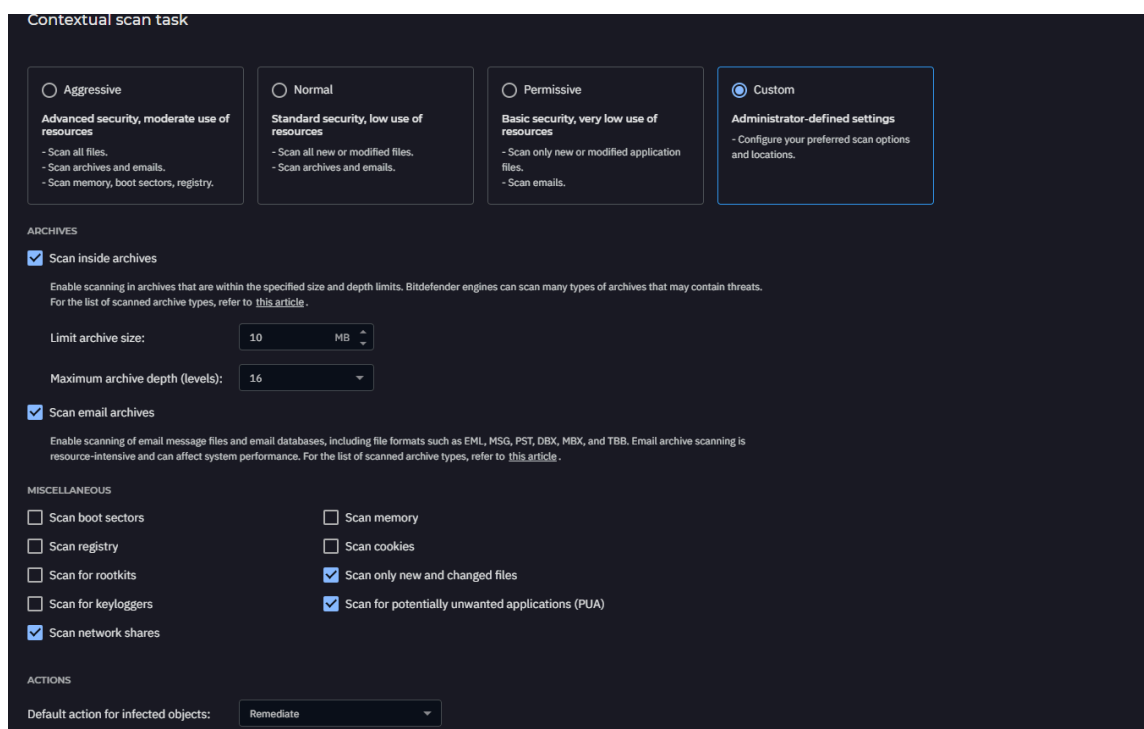 Contextual scan task
Aggressive
Advanced security, moderate use of
resources
- Scan all files.
- Scan archives and emails.
- Scan memory, boot sectors, registry.
Normal
Standard security, low use of
resources
- Scan all new or modified files.
- Scan archives and emails.
Permissive
Basic security, very low use of
resources
- Scan only new or modified application
files.
- Scan emails.
Custom
Administrator-defined settings
- Configure your preferred scan options
and locations.
ARCHIVES
Scan inside archives
Enable scanning in archives that are within the specified size and depth limits. Bitdefender engines can scan many types of archives that may contain threats.
For the list of scanned archive types, refer to this article .
Limit archive size: 10 MB
Maximum archive depth (levels): 16
Scan email archives
Enable scanning of email message files and email databases, including file formats such as EML, MSG, PST, DBX, MBX, and TBB. Email archive scanning is
resource-intensive and can affect system performance. For the list of scanned archive types, refer to this article .
MISCELLANEOUS
Scan boot sectors
Scan memory
Scan registry
Scan cookies
Scan for rootkits
Scan only new and changed files
Scan for keyloggers
Scan for potentially unwanted applications (PUA)
Scan network shares
ACTIONS
Default action for infected objects: Remediate